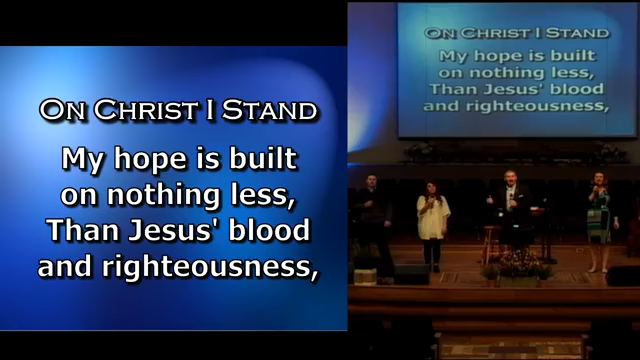 On Christ I Stand
My hope is built
on nothing less,
Than Jesus' blood
and righteousness,
On Christ I Stand
My hope is built
on nothing less,
Than Jesus' blood
and righteousness,